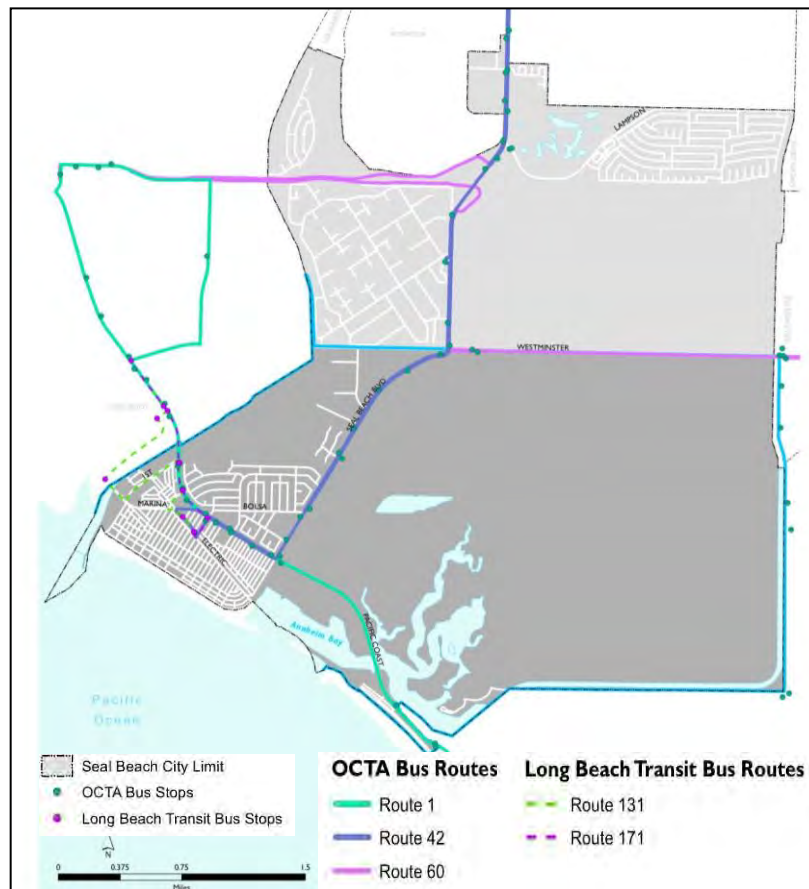 LAMPSON
WESTMINSTER
SEAL BEACH BLVD
1ST
MARINA
BOLSA
ELECTRIC
PACIFIC COAST
Anaheim Bay
Pacific
Ocean
Seal Beach City Limit
OCTA Bus Stops
Long Beach Transit Bus Stops
N
0 0.375 0.75 1.5
Miles
OCTA Bus Routes
Route 1
Route 42
Route 60
Long Beach Transit Bus Routes
Route 131
Route 171